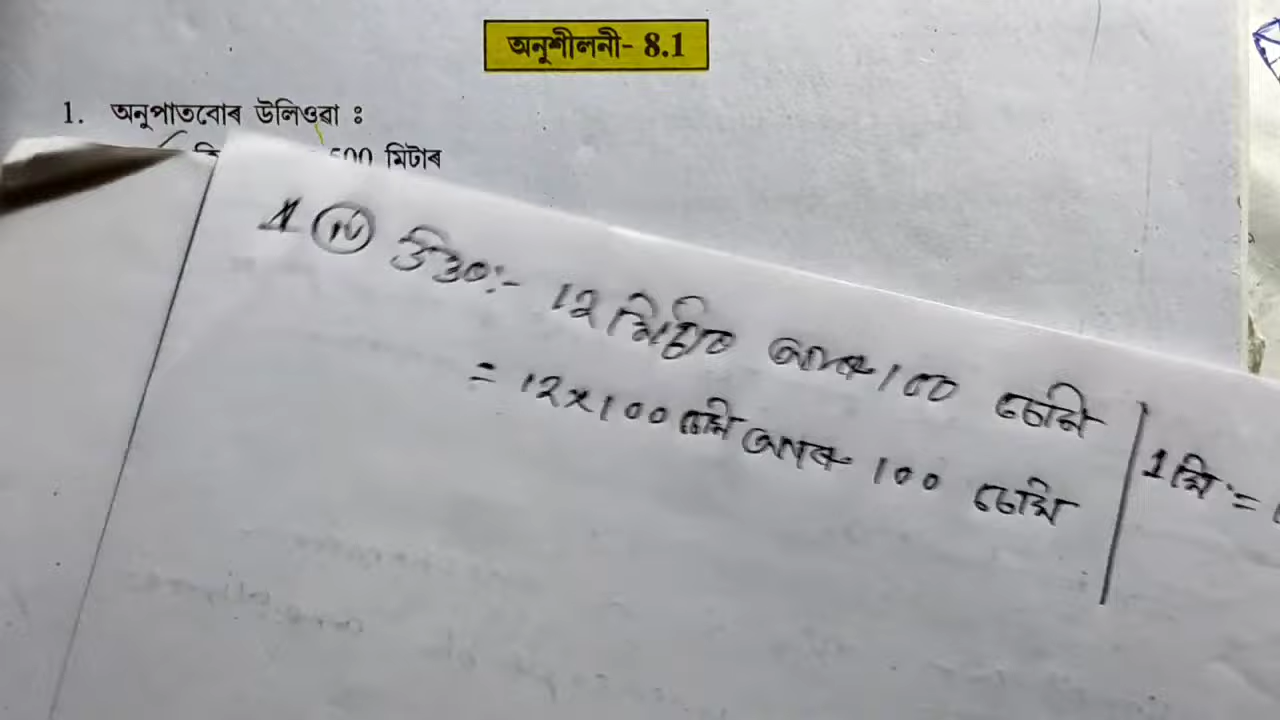 অনুশীলনী- 8.1
1. অনুপাতবোৰ উলিওৱা ঃ
500 মিটাৰ
1 (iv) উত্তৰ:- 12 মিটাৰ আৰু 100 চেমি
= 12×100 চেমি আৰু 100 চেমি
1মি =